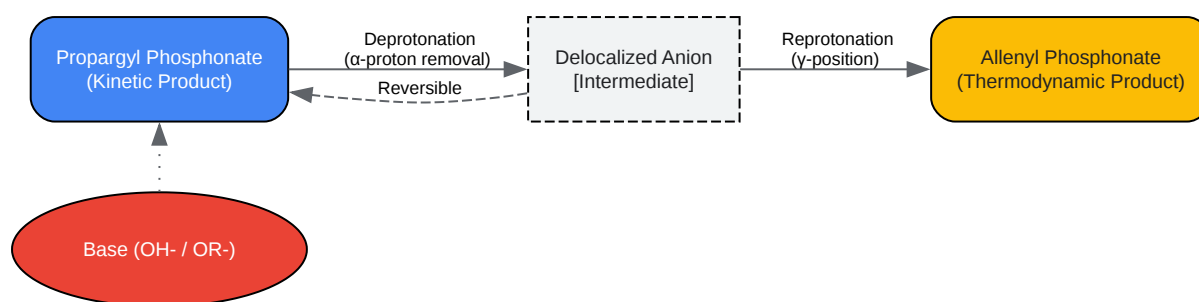 Propargyl Phosphonate
(Kinetic Product)
Deprotonation
(α-proton removal)
Reversible
Delocalized Anion
[Intermediate]
Reprotonation
(γ-position)
Allenyl Phosphonate
(Thermodynamic Product)
Base (OH- / OR-)